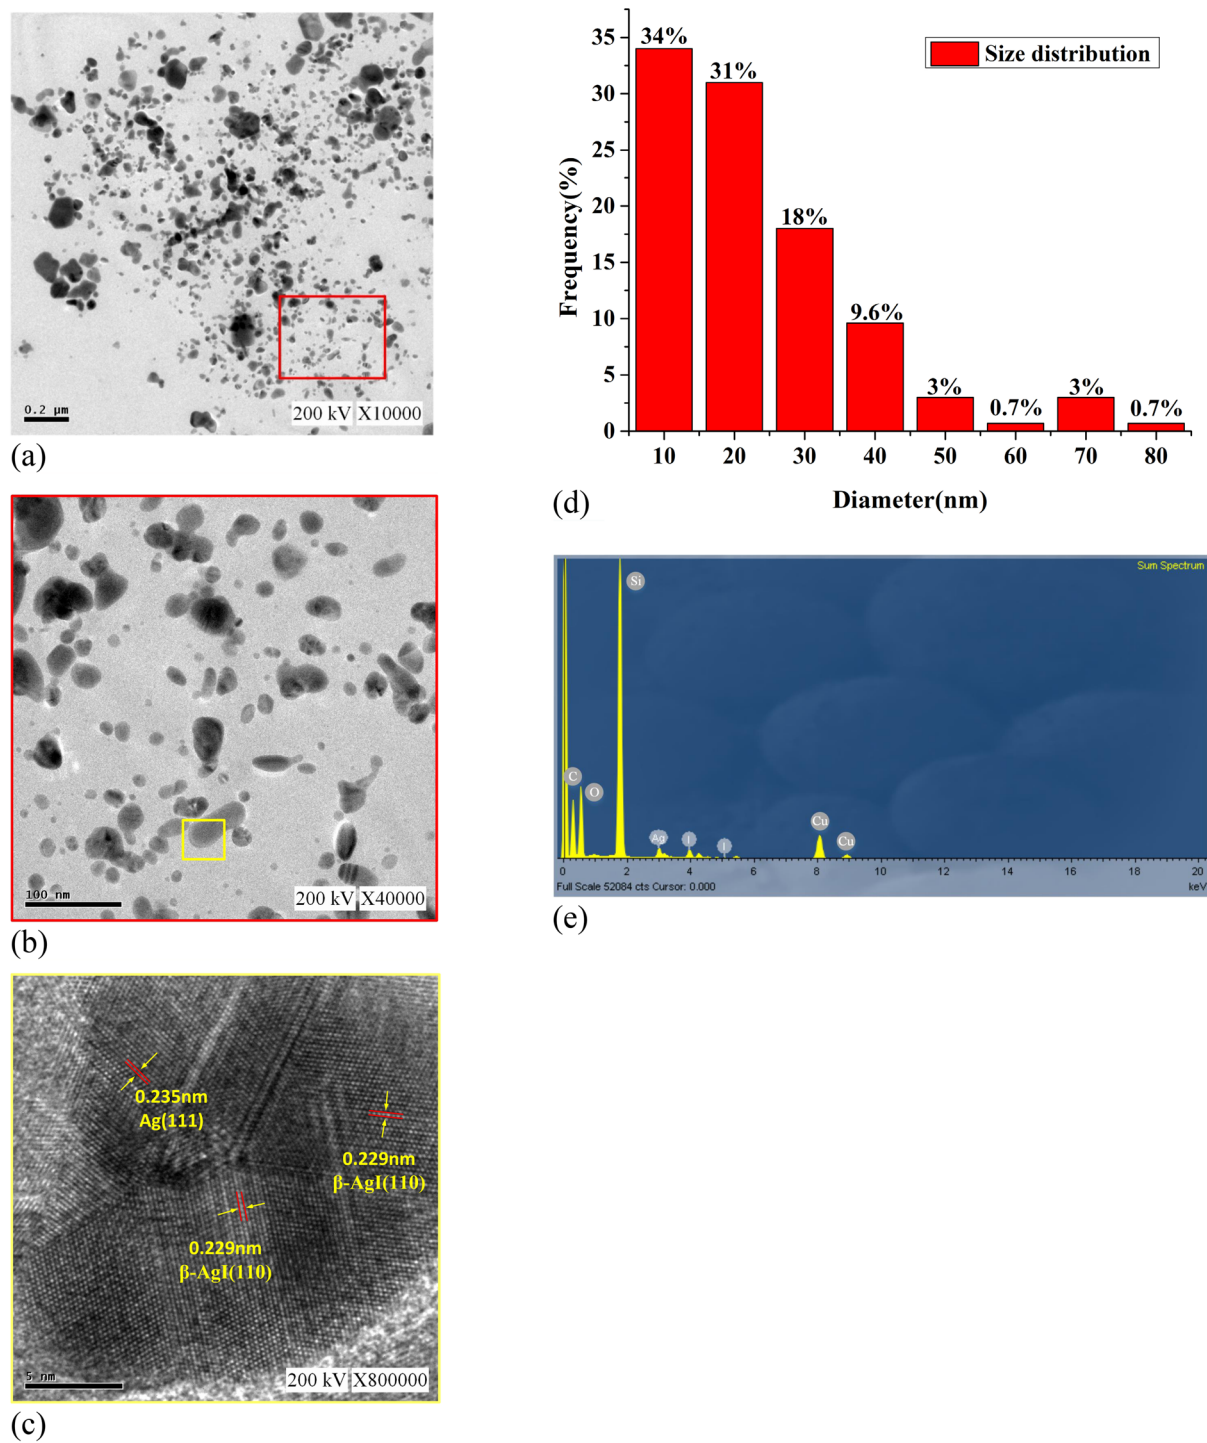 0.2 μm
200 kV X10000
(a)
100 nm
200 kV X40000
(b)
0.235nm
Ag(111)
0.229nm
β-AgI(110)
0.229nm
β-AgI(110)
5 nm
200 kV X800000
(c)
Size distribution
34%
31%
18%
9.6%
3%
0.7%
3%
0.7%
35
30
25
20
15
10
5
0
Frequency(%)
10 20 30 40 50 60 70 80
Diameter(nm)
(d)
Sum Spectrum
Si
C
O
Ag
I
I
Cu
Cu
0 2 4 6 8 10 12 14 16 18 20
Full Scale 52084 cts Cursor: 0.000
keV
(e)